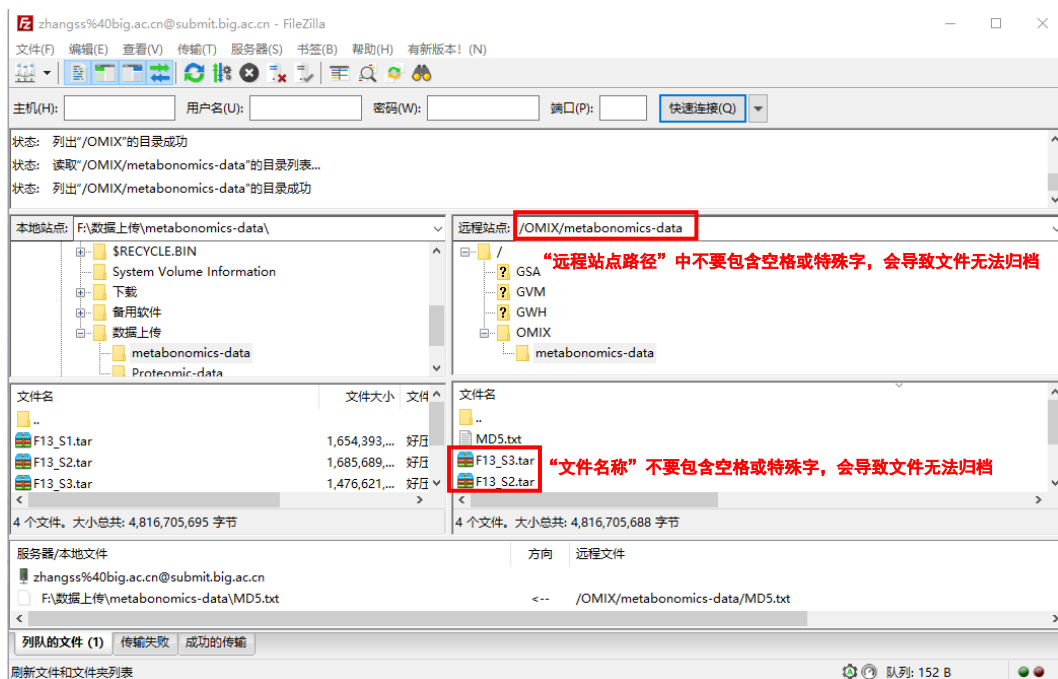 zhangss%40big.ac.cn@submit.big.ac.cn - FileZilla
文件(F) 编辑(E) 查看(V) 传输(T) 服务器(S) 书签(B) 帮助(H) 有新版本! (N)
主机(H): 用户名(U): 密码(W): 端口(P): 快速连接(Q)
状态: 列出"/OMIX"的目录成功
状态: 读取"/OMIX/metabonomics-data"的目录列表...
状态: 列出"/OMIX/metabonomics-data"的目录成功
本地站点: F:\数据上传\metabonomics-data\
$RECYCLE.BIN
System Volume Information
下载
备用软件
数据上传
metabonomics-data
Proteomic-data
远程站点: /OMIX/metabonomics-data
/
“远程站点路径”中不要包含空格或特殊字，会导致文件无法归档
GSA
GVM
GWH
OMIX
metabonomics-data
文件名 文件大小 文件
..
F13_S1.tar 1,654,393,... 好压
F13_S2.tar 1,685,689,... 好压
F13_S3.tar 1,476,621,... 好压
4 个文件。大小总共: 4,816,705,695 字节
文件名
..
MD5.txt
F13_S3.tar
“文件名称”不要包含空格或特殊字，会导致文件无法归档
F13_S2.tar
4 个文件。大小总共: 4,816,705,688 字节
服务器/本地文件 方向 远程文件
zhangss%40big.ac.cn@submit.big.ac.cn
F:\数据上传\metabonomics-data\MD5.txt <-- /OMIX/metabonomics-data/MD5.txt
列队的文件 (1) 传输失败 成功的传输
刷新文件和文件夹列表 队列: 152 B